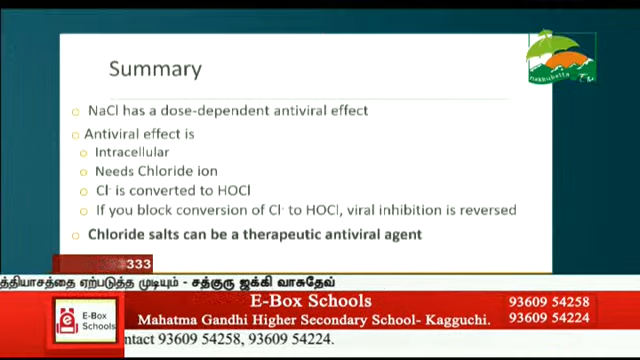 Summary
NaCl has a dose-dependent antiviral effect
Antiviral effect is
Intracellular
Needs Chloride ion
Cl⁻ is converted to HOCl
If you block conversion of Cl⁻ to HOCl, viral inhibition is reversed
Chloride salts can be a therapeutic antiviral agent
333
த்தியாசத்தை ஏற்படுத்த முடியும் - சத்குரு ஜக்கி வாசுதேவ்
E-Box Schools
93609 54258
Mahatma Gandhi Higher Secondary School- Kagguchi.
93609 54224
E-Box
Schools
ontact 93609 54258, 93609 54224.